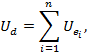 U_d = \sum_{i=1}^{n} U_{e_i},